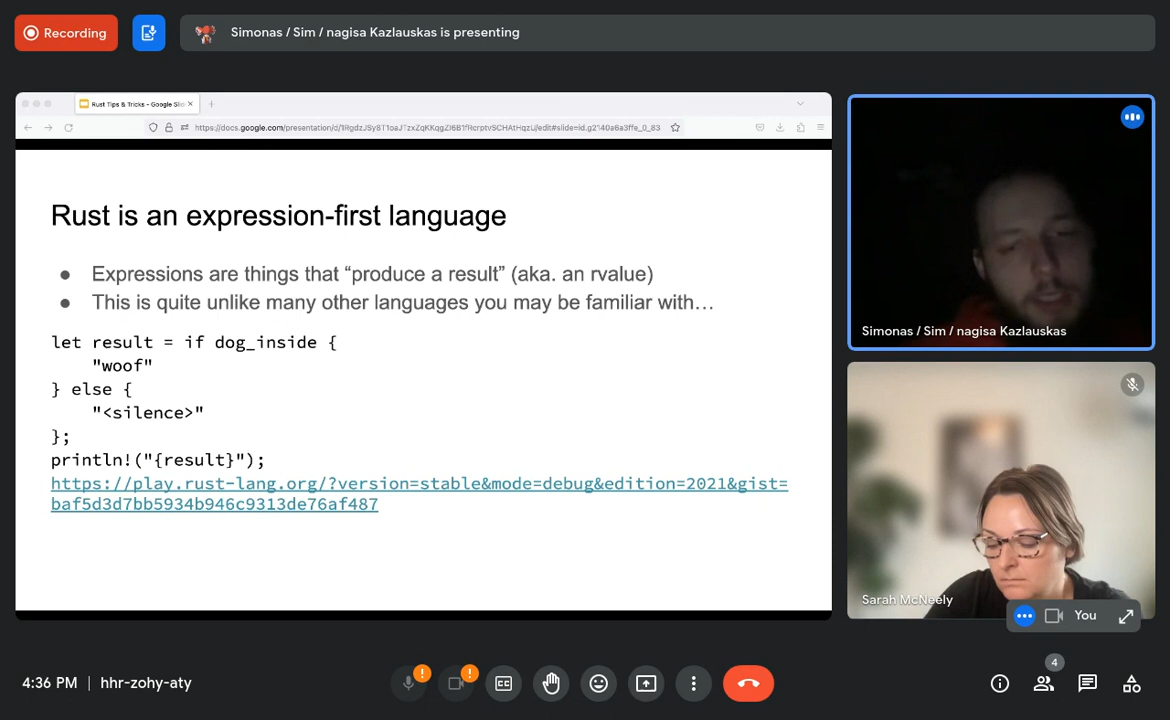 Recording
Simonas / Sim / nagisa Kazlauskas is presenting
Rust Tips & Tricks - Google Slid
Rust is an expression-first language
● Expressions are things that “produce a result” (aka. an rvalue)
● This is quite unlike many other languages you may be familiar with…
let result = if dog_inside {
    "woof"
} else {
    "<silence>"
};
println!("{result}");
https://play.rust-lang.org/?version=stable&mode=debug&edition=2021&gist=
baf5d3d7bb5934b946c9313de76af487
Simonas / Sim / nagisa Kazlauskas
Sarah McNeely
You
4:36 PM | hhr-zohy-aty
4